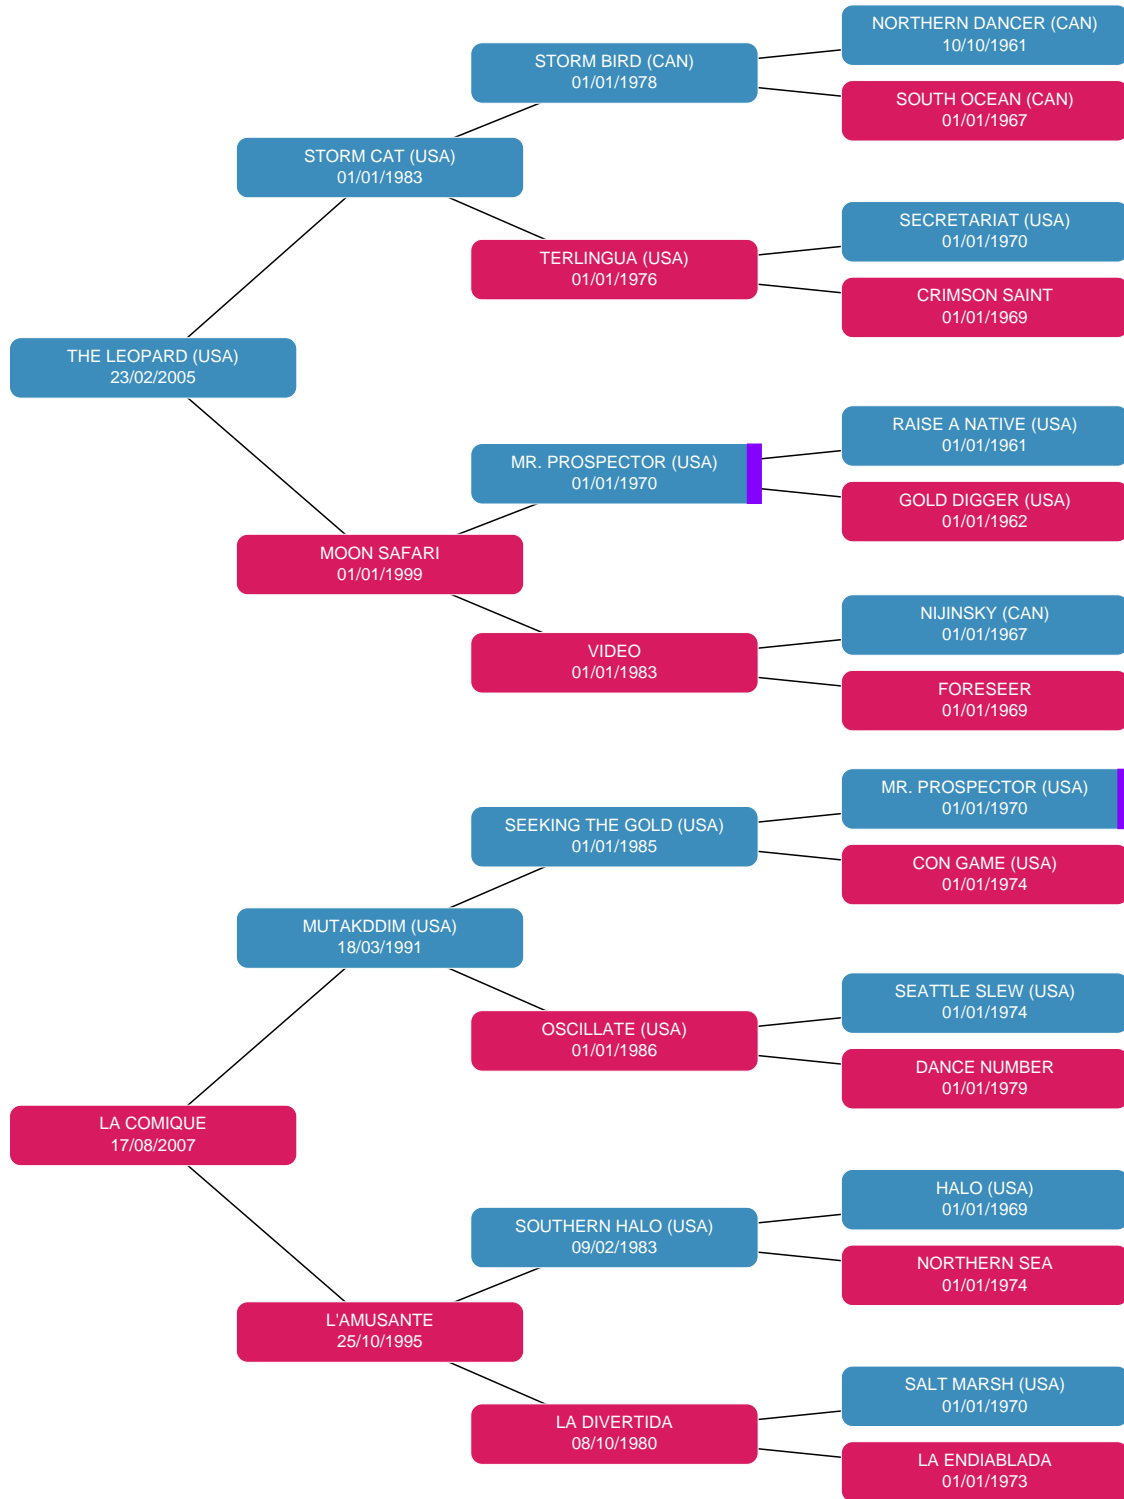 NORTHERN DANCER (CAN)
10/10/1961
STORM BIRD (CAN)
01/01/1978
SOUTH OCEAN (CAN)
01/01/1967
STORM CAT (USA)
01/01/1983
SECRETARIAT (USA)
01/01/1970
TERLINGUA (USA)
01/01/1976
CRIMSON SAINT
01/01/1969
THE LEOPARD (USA)
23/02/2005
RAISE A NATIVE (USA)
01/01/1961
MR. PROSPECTOR (USA)
01/01/1970
GOLD DIGGER (USA)
01/01/1962
MOON SAFARI
01/01/1999
NIJINSKY (CAN)
01/01/1967
VIDEO
01/01/1983
FORESEER
01/01/1969
MR. PROSPECTOR (USA)
01/01/1970
SEEKING THE GOLD (USA)
01/01/1985
CON GAME (USA)
01/01/1974
MUTAKDDIM (USA)
18/03/1991
SEATTLE SLEW (USA)
01/01/1974
OSCILLATE (USA)
01/01/1986
DANCE NUMBER
01/01/1979
LA COMIQUE
17/08/2007
HALO (USA)
01/01/1969
SOUTHERN HALO (USA)
09/02/1983
NORTHERN SEA
01/01/1974
L'AMUSANTE
25/10/1995
SALT MARSH (USA)
01/01/1970
LA DIVERTIDA
08/10/1980
LA ENDIABLADA
01/01/1973